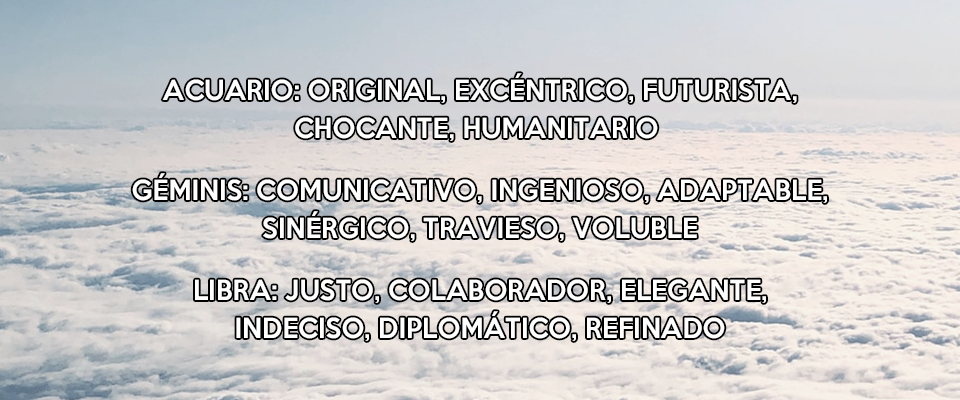 ACUARIO: ORIGINAL, EXCÉNTRICO, FUTURISTA,
CHOCANTE, HUMANITARIO
GÉMINIS: COMUNICATIVO, INGENIOSO, ADAPTABLE,
SINÉRGICO, TRAVIESO, VOLUBLE
LIBRA: JUSTO, COLABORADOR, ELEGANTE,
INDECISO, DIPLOMÁTICO, REFINADO